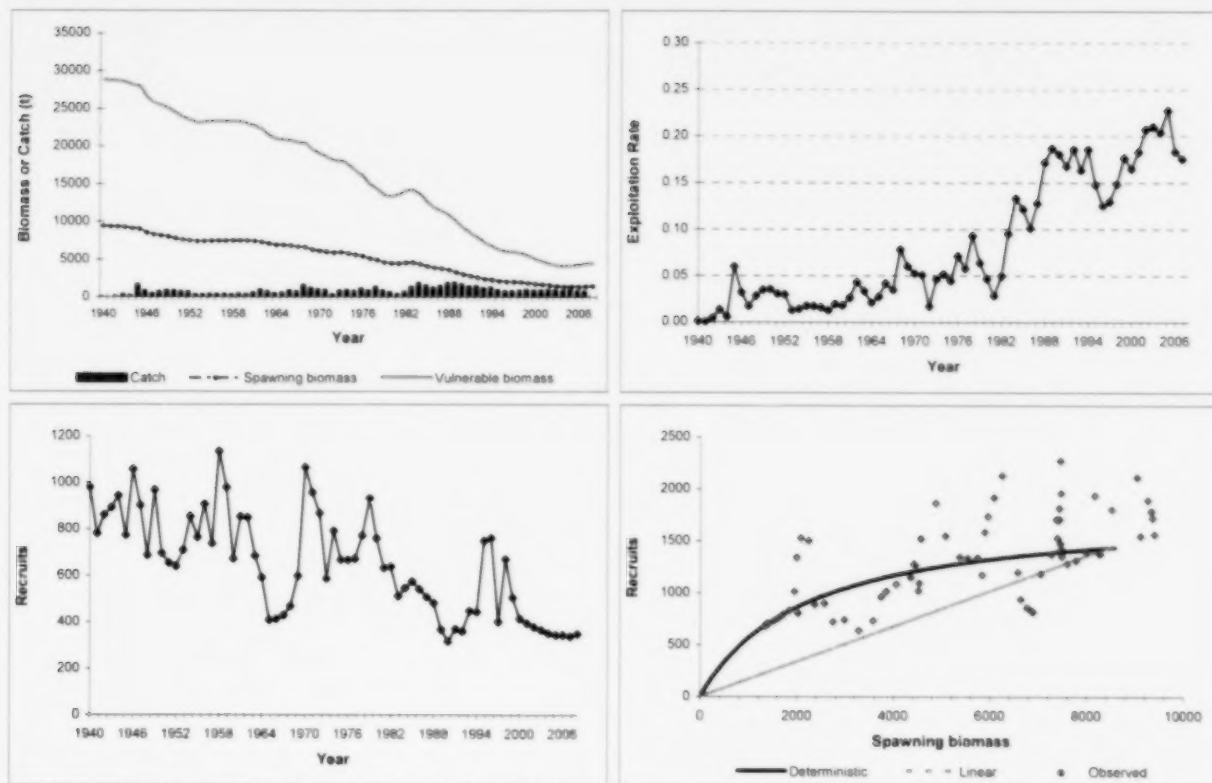 35000
30000
25000
20000
15000
10000
5000
0
Biomass or Catch (t)
1940 1946 1952 1958 1962 1970 1976 1982 1988 1994 2000 2006
Year
Catch Spawning biomass Vulnerable biomass
0.30
0.25
0.20
0.15
0.10
0.05
0.00
Exploitation Rate
1940 1946 1952 1958 1964 1970 1976 1982 1988 1994 2000 2006
Year
1200
1000
800
600
400
200
0
Recruits
1940 1946 1952 1958 1964 1970 1976 1982 1988 1994 2000 2006
Year
2500
2000
1500
1000
500
0
Recruits
0 2000 4000 6000 8000 10000
Spawning biomass
Deterministic Linear Observed